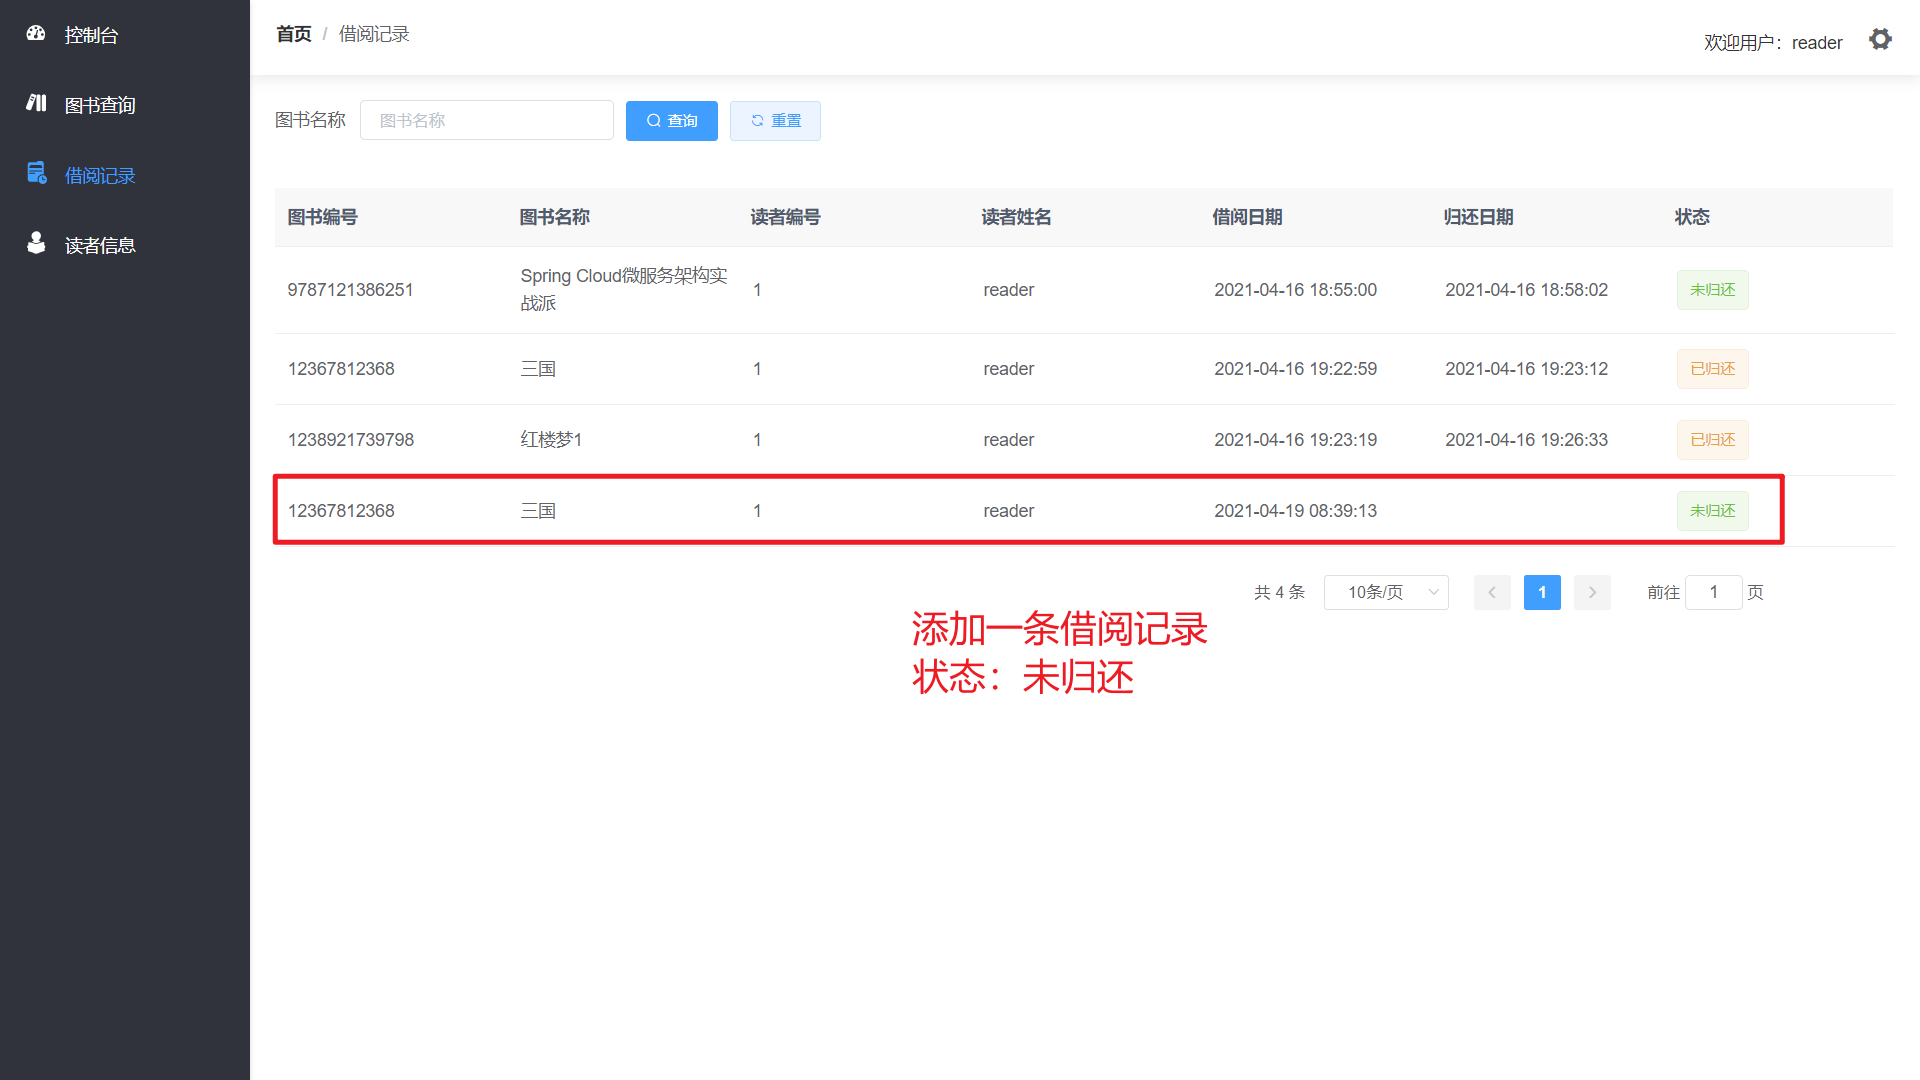 控制台
图书查询
借阅记录
读者信息
首页 / 借阅记录
欢迎用户：reader
图书名称 图书名称 查询 重置
图书编号 图书名称 读者编号 读者姓名 借阅日期 归还日期 状态
9787121386251 Spring Cloud微服务架构实战派 1 reader 2021-04-16 18:55:00 2021-04-16 18:58:02 未归还
12367812368 三国 1 reader 2021-04-16 19:22:59 2021-04-16 19:23:12 已归还
1238921739798 红楼梦1 1 reader 2021-04-16 19:23:19 2021-04-16 19:26:33 已归还
12367812368 三国 1 reader 2021-04-19 08:39:13 未归还
共 4 条 10条/页 1 前往 1 页
添加一条借阅记录
状态：未归还